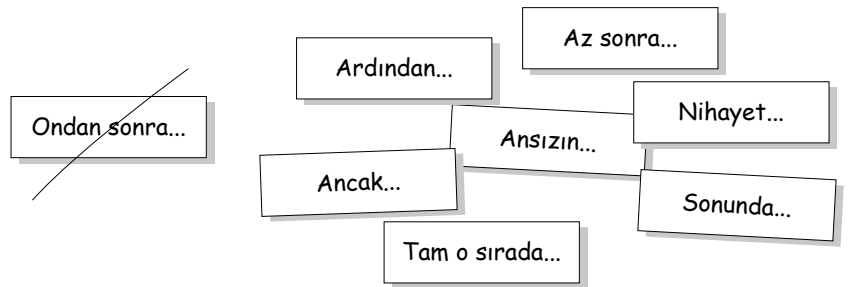 Ondan sonra...
Ardından...
Az sonra...
Ansızın...
Nihayet...
Ancak...
Sonunda...
Tam o sırada...